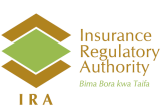 Insurance
Regulatory
Authority
Bima Bora kwa Taifa
IRA